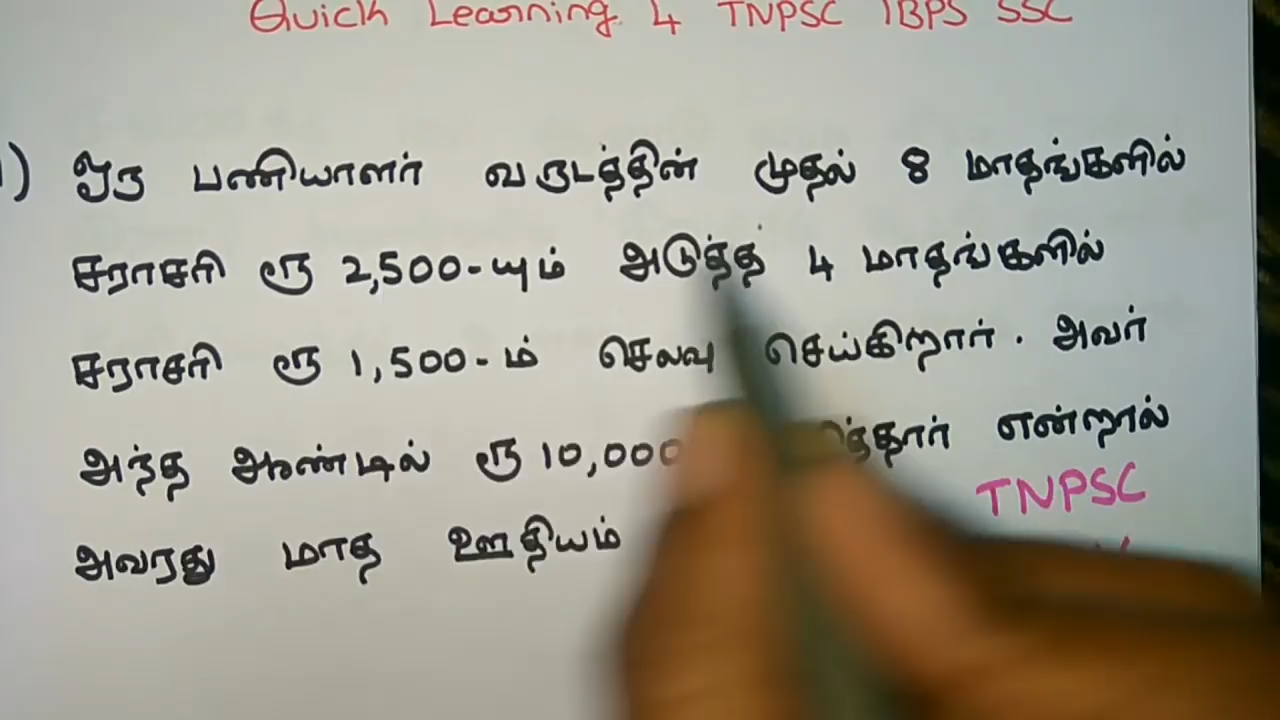 Quick Learning 4 TNPSC IBPS SSC
1) ஒரு பணியாளர் வருடத்தின் முதல் 8 மாதங்களில்
சராசரி ரூ 2,500-யும் அடுத்த 4 மாதங்களில்
சராசரி ரூ 1,500-ம் செலவு செய்கிறார். அவர்
அந்த ஆண்டில் ரூ 10,000 என்றால்
TNPSC
அவரது மாத ஊதியம்